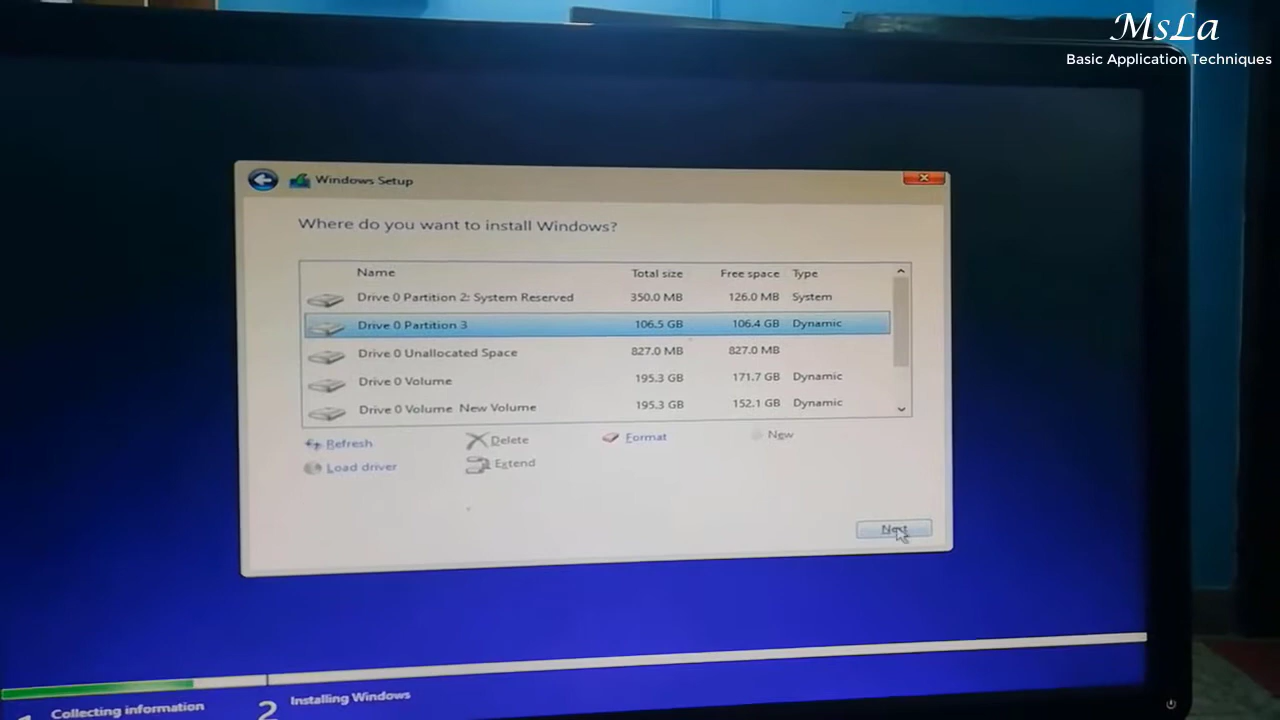 MsLa
Basic Application Techniques
Windows Setup
Where do you want to install Windows?
Name Total size Free space Type
Drive 0 Partition 2: System Reserved 350.0 MB 126.0 MB System
Drive 0 Partition 3 106.5 GB 106.4 GB Dynamic
Drive 0 Unallocated Space 827.0 MB 827.0 MB
Drive 0 Volume 195.3 GB 171.7 GB Dynamic
Drive 0 Volume New Volume 195.3 GB 152.1 GB Dynamic
Refresh Delete Format New
Load driver Extend
Next
Collecting information 2 Installing Windows